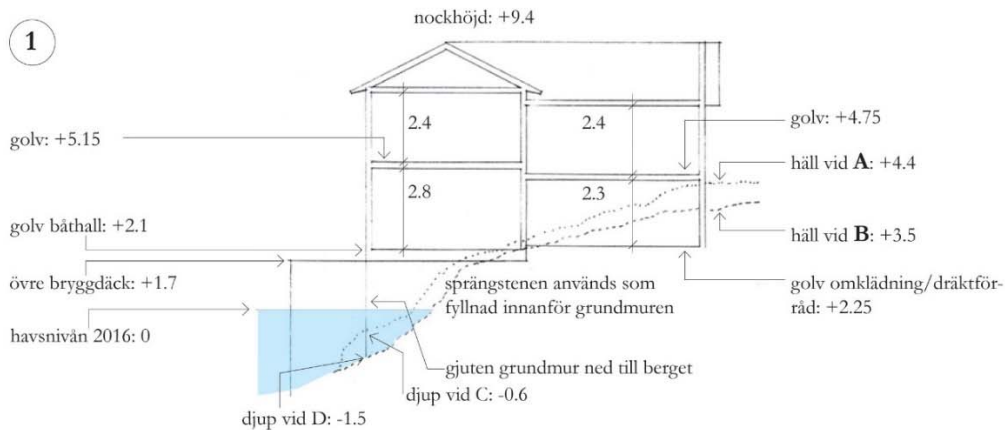 nockhöjd: +9.4
1
golv: +5.15
2.4
2.4
golv: +4.75
häll vid A: +4.4
2.8
2.3
golv båthall: +2.1
häll vid B: +3.5
övre bryggdäck: +1.7
sprängstenen används som
fyllnad innanför grundmuren
golv omklädning/dräktför-
råd: +2.25
havsnivån 2016: 0
gjuten grundmur ned till berget
djup vid C: -0.6
djup vid D: -1.5